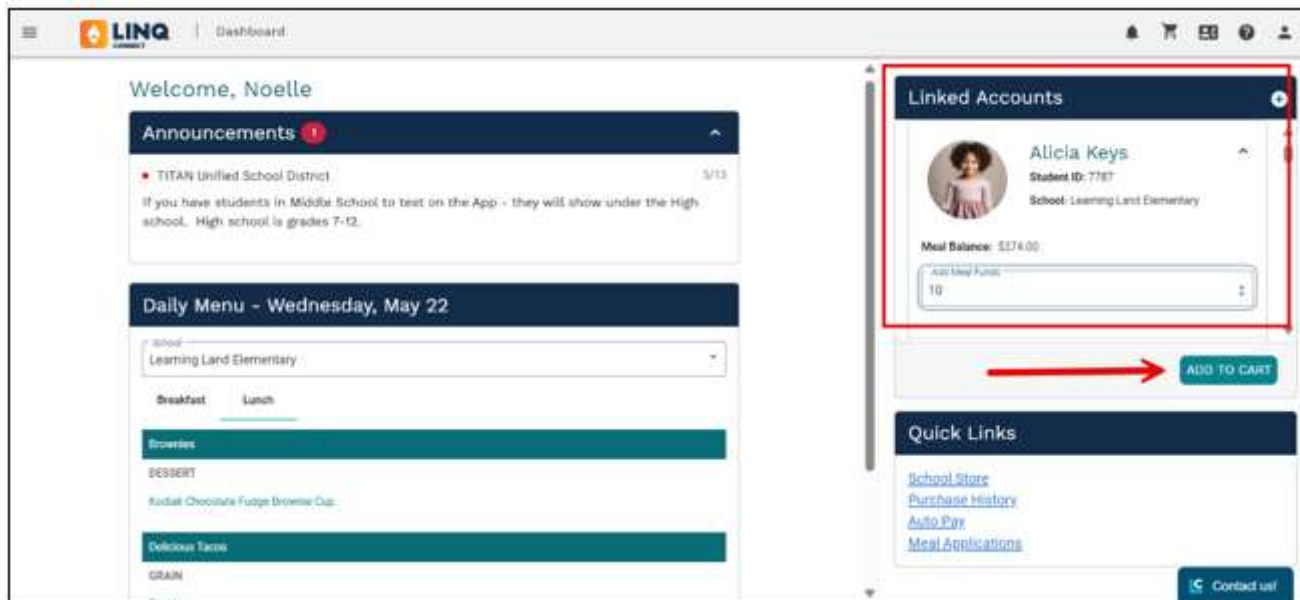 LINQ
CONNECT
Dashboard
Welcome, Noelle
Announcements 1
TITAN Unified School District 5/13
If you have students in Middle School to test on the App - they will show under the High
school. High school is grades 7-12.
Daily Menu - Wednesday, May 22
School
Learning Land Elementary
Breakfast Lunch
Brownies
DESSERT
Kodiak Chocolate Fudge Brownie Cup
Delicious Tacos
GRAIN
Linked Accounts
Alicia Keys
Student ID: 7787
School: Learning Land Elementary
Meal Balance: $274.00
Add Meal Funds
10
ADD TO CART
Quick Links
School Store
Purchase History
Auto Pay
Meal Applications
Contact us!